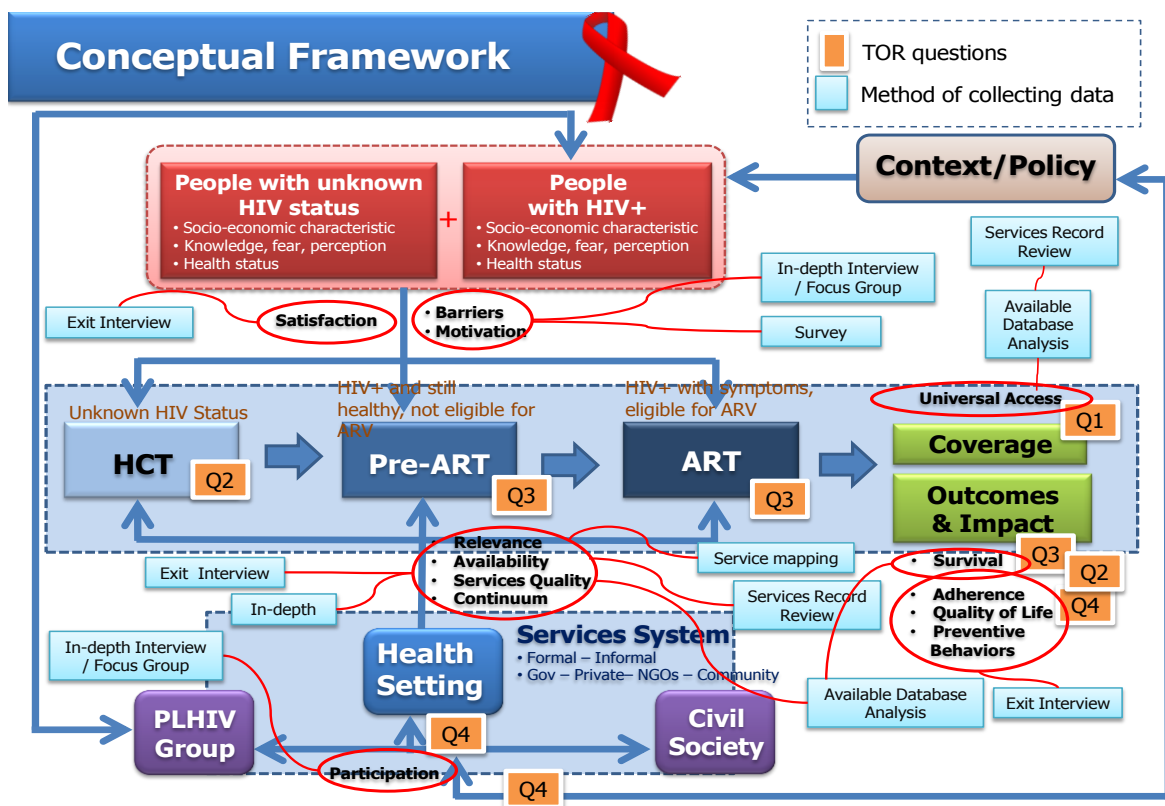 Conceptual Framework
TOR questions
Method of collecting data
Context/Policy
People with unknown
HIV status
• Socio-economic characteristic
• Knowledge, fear, perception
• Health status
+
People
with HIV+
• Socio-economic characteristic
• Knowledge, fear, perception
• Health status
Services Record
Review
In-depth Interview
/ Focus Group
Exit Interview
Satisfaction
• Barriers
• Motivation
Survey
Available
Database
Analysis
Unknown HIV Status
HIV+ and still
healthy, not eligible for
ARV
HIV+ with symptoms,
eligible for ARV
Universal Access
Q1
HCT
Q2
Pre-ART
Q3
ART
Q3
Coverage
Outcomes
& Impact
Q3
Q2
Q4
• Relevance
• Availability
• Services Quality
• Continuum
Exit Interview
In-depth
Service mapping
Services Record
Review
• Survival
• Adherence
• Quality of Life
• Preventive
Behaviors
In-depth Interview
/ Focus Group
Health
Setting
Services System
• Formal – Informal
• Gov – Private– NGOs – Community
Available Database
Analysis
Exit Interview
PLHIV
Group
Q4
Civil
Society
Participation
Q4